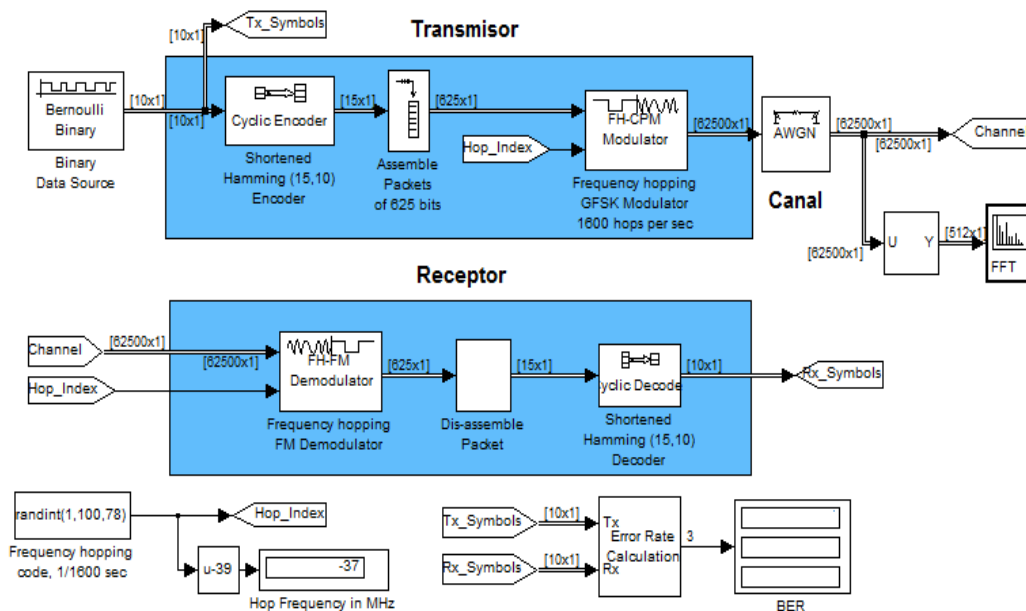 Tx_Symbols
Transmisor
[10x1]
Bernoulli
Binary
Binary
Data Source
[10x1]
[10x1]
Cyclic Encoder
Shortened
Hamming (15,10)
Encoder
[15x1]
Assemble
Packets
of 625 bits
[625x1]
Hop_Index
FH-CPM
Modulator
Frequency hopping
GFSK Modulator
1600 hops per sec
[62500x1]
AWGN
Canal
[62500x1]
[62500x1]
Channel
[62500x1]
U
Y
[512x1]
FFT
Receptor
Channel
[62500x1]
[62500x1]
Hop_Index
FH-FM
Demodulator
Frequency hopping
FM Demodulator
[625x1]
Dis-assemble
Packet
[15x1]
yclic Decode
Shortened
Hamming (15,10)
Decoder
[10x1]
Rx_Symbols
randint(1,100,78)
Frequency hopping
code, 1/1600 sec
Hop_Index
u-39
-37
Hop Frequency in MHz
Tx_Symbols
[10x1]
Rx_Symbols
[10x1]
Tx
Error Rate
Calculation
Rx
3
BER